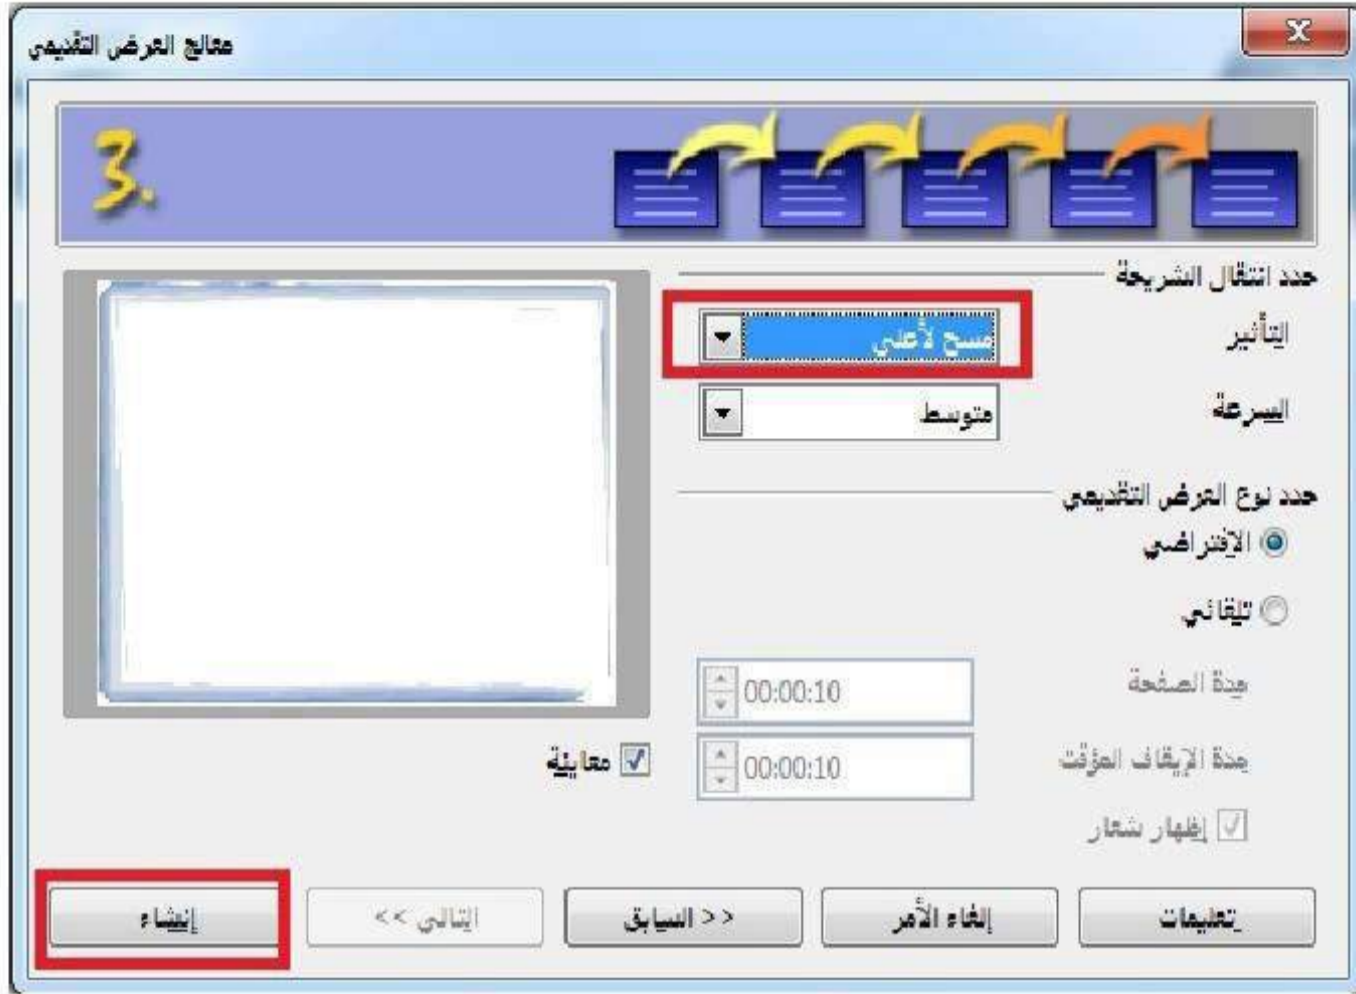 معالج العرض التقديمي
3.
حدد انتقال الشريحة
التأثير
مسح لأعلى
السرعة
متوسط
حدد نوع العرض التقديمي
الافتراضي
تلقائي
مدة الصفحة
00:00:10
مدة الإيقاف المؤقت
00:00:10
إظهار شعار
معاينة
تعليمات
إلغاء الأمر
<< السابق
التالي >>
إنشاء